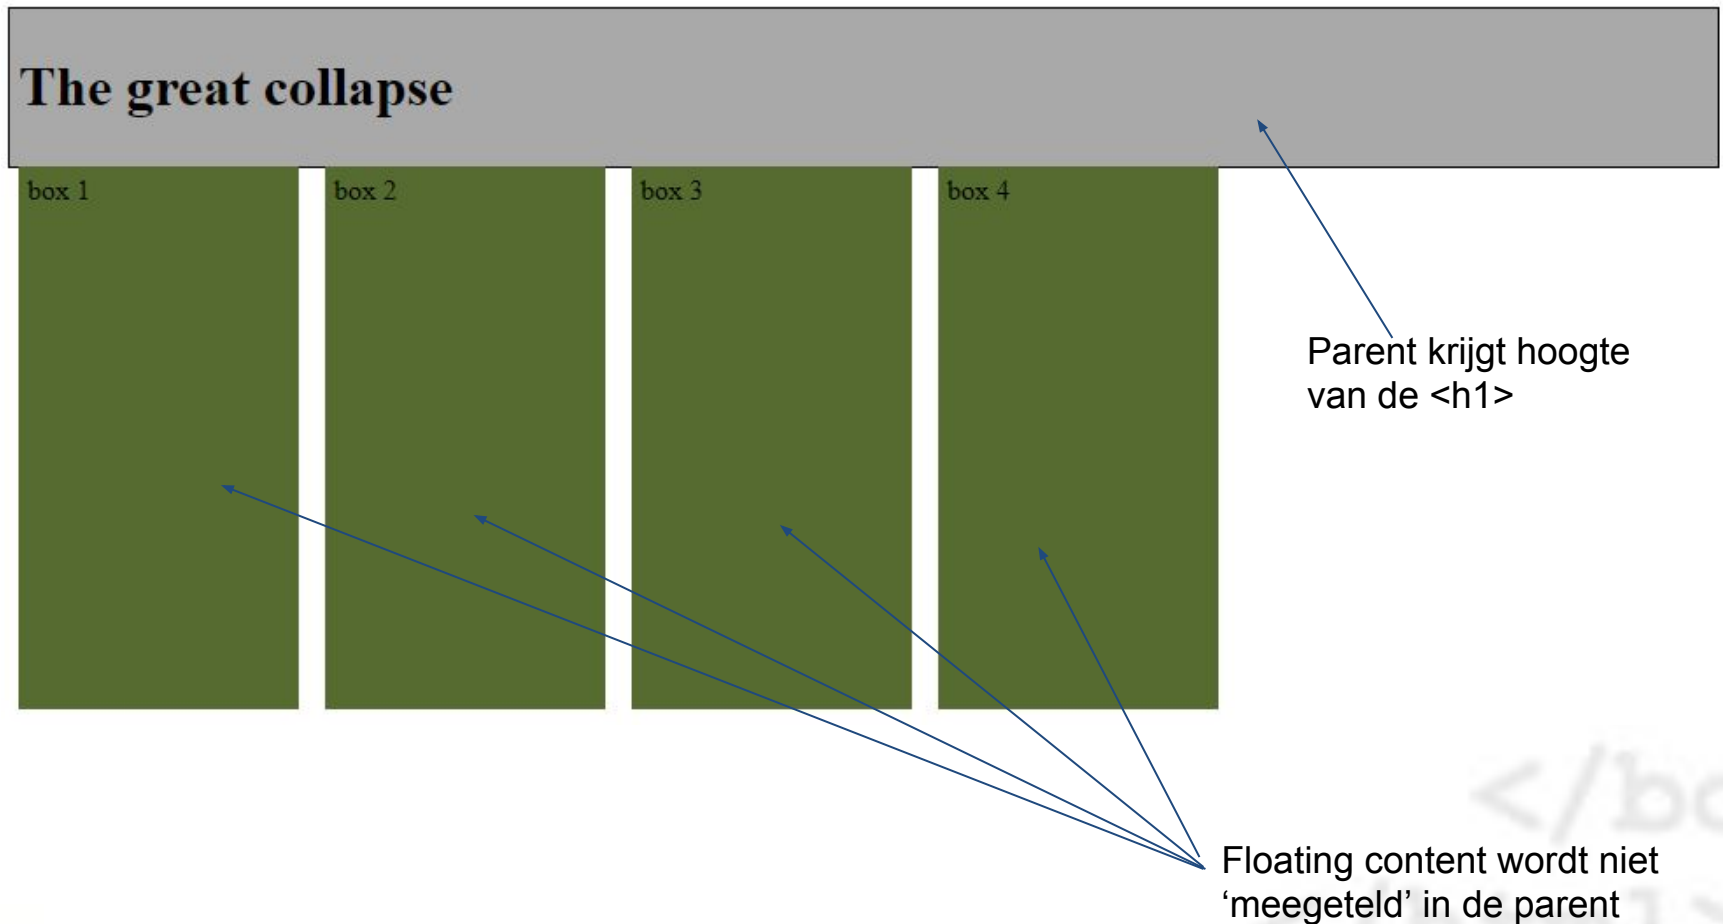 The great collapse
box 1
box 2
box 3
box 4
Parent krijgt hoogte
van de <h1>
</bo
Floating content wordt niet
‘meegeteld’ in de parent